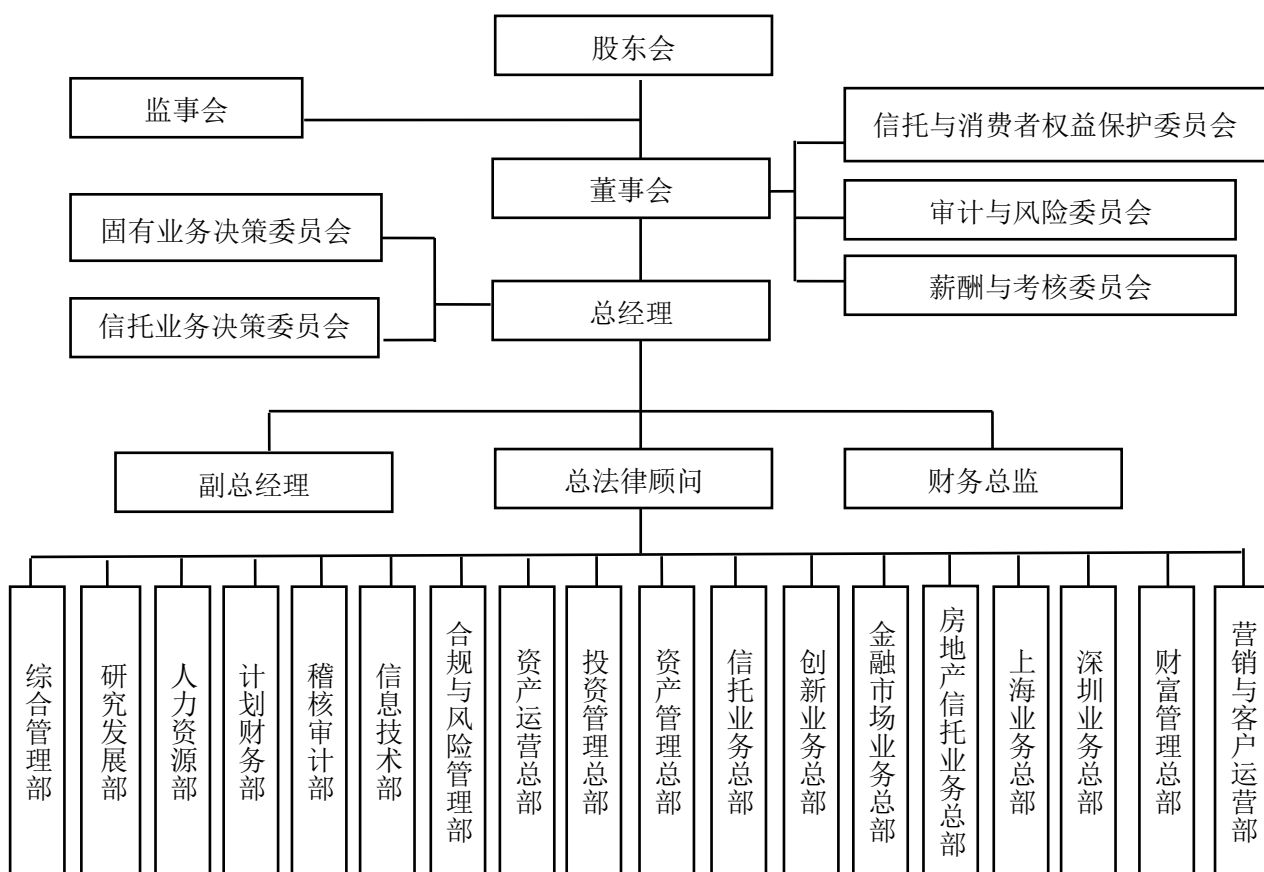 股东会
监事会
信托与消费者权益保护委员会
董事会
审计与风险委员会
固有业务决策委员会
薪酬与考核委员会
总经理
信托业务决策委员会
副总经理
总法律顾问
财务总监
综合管理部
研究发展部
人力资源部
计划财务部
稽核审计部
信息技术部
合规与风险管理部
资产运营总部
投资管理总部
资产管理总部
信托业务总部
创新业务总部
金融市场业务总部
房地产信托业务总部
上海业务总部
深圳业务总部
财富管理总部
营销与客户运营部